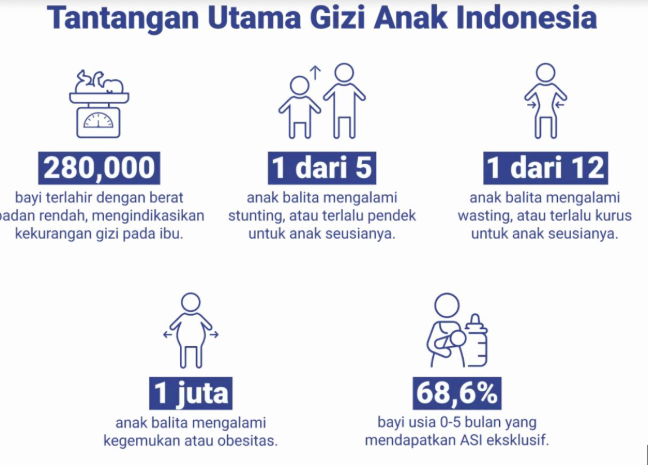 Tantangan Utama Gizi Anak Indonesia
280,000
bayi terlahir dengan berat
badan rendah, mengindikasikan
kekurangan gizi pada ibu.
1 dari 5
anak balita mengalami
stunting, atau terlalu pendek
untuk anak seusianya.
1 dari 12
anak balita mengalami
wasting, atau terlalu kurus
untuk anak seusianya.
1 juta
anak balita mengalami
kegemukan atau obesitas.
68,6%
bayi usia 0-5 bulan yang
mendapatkan ASI eksklusif.